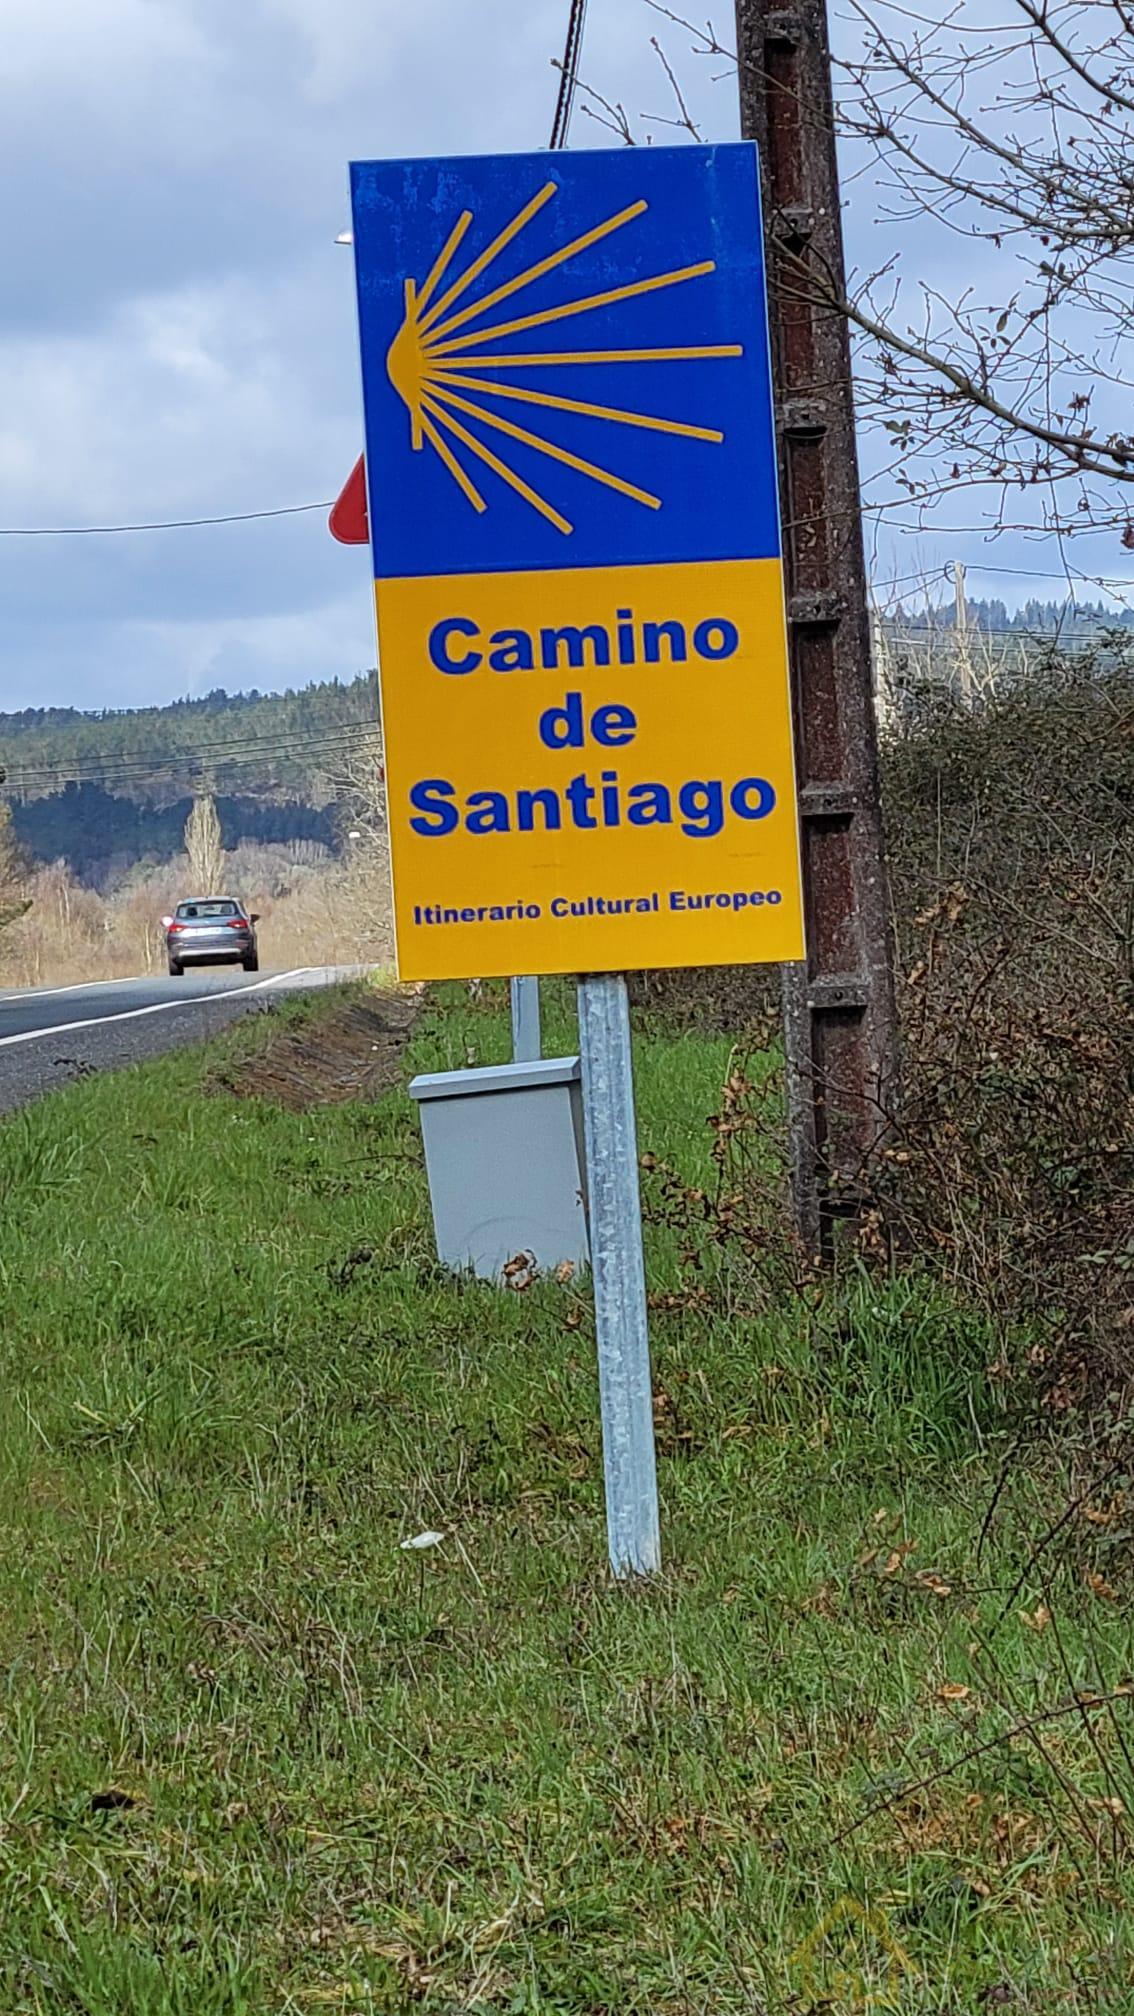 Camino
de
Santiago
Itinerario Cultural Europeo